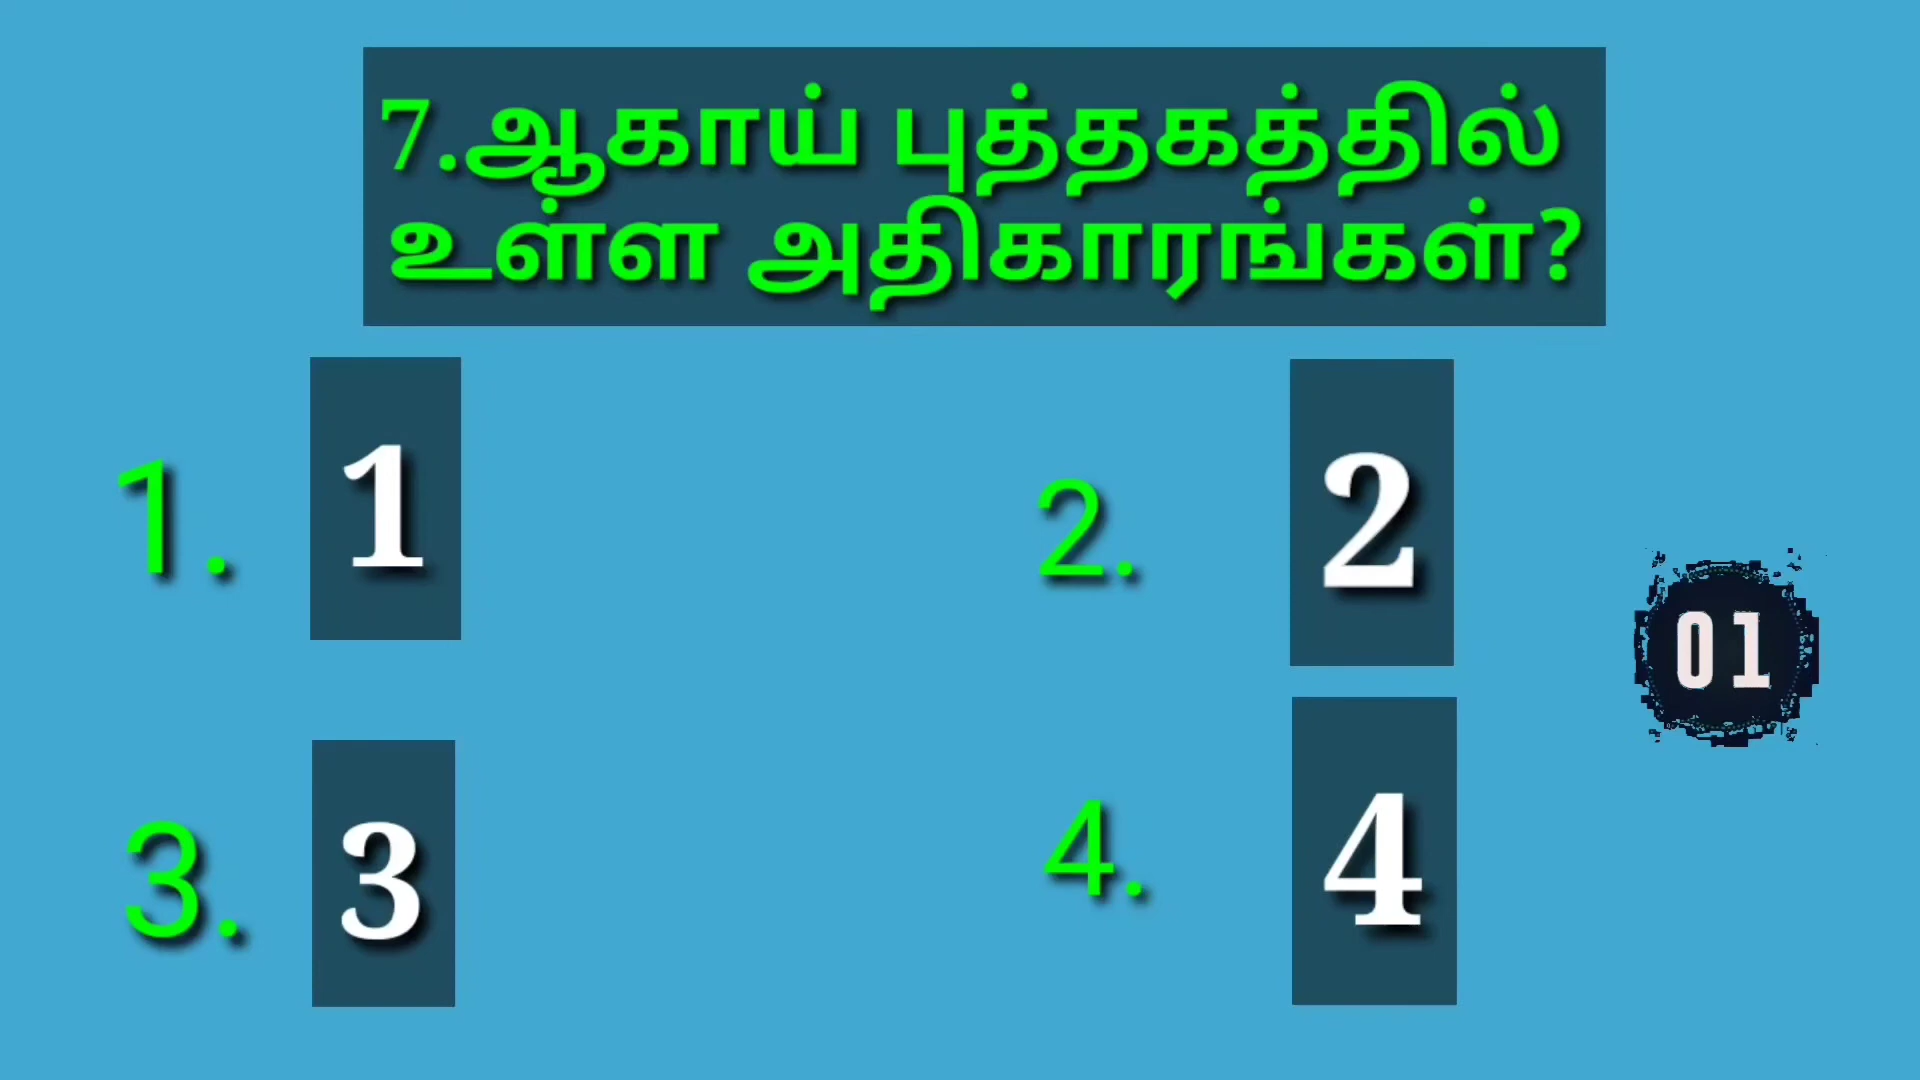 7.ஆகாய் புத்தகத்தில்
உள்ள அதிகாரங்கள்?
1. 1
2. 2
01
3. 3
4. 4